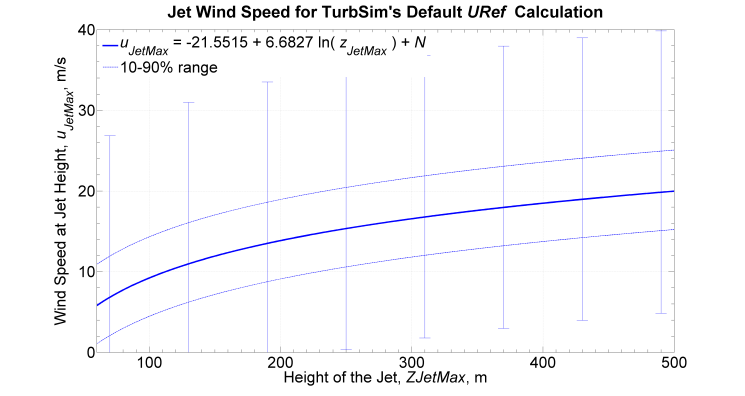 Jet Wind Speed for TurbSim's Default URef Calculation
u_JetMax = -21.5515 + 6.6827 ln( z_JetMax ) + N
10-90% range
Wind Speed at Jet Height, u_JetMax, m/s
40
30
20
10
0
100 200 300 400 500
Height of the Jet, ZJetMax, m